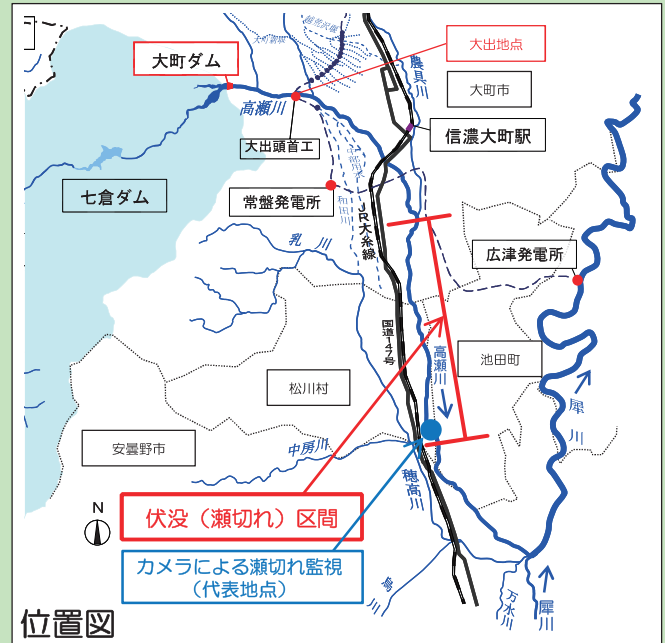 大町ダム
大出地点
農具川
大町市
高瀬川
大出頭首工
信濃大町駅
七倉ダム
常盤発電所
和田川
JR大糸線
乳川
広津発電所
国道147号
高瀬川
池田町
松川村
犀川
安曇野市
中房川
穂高川
N
伏没（瀬切れ）区間
カメラによる瀬切れ監視
（代表地点）
鳥川
万水川
犀川
位置図